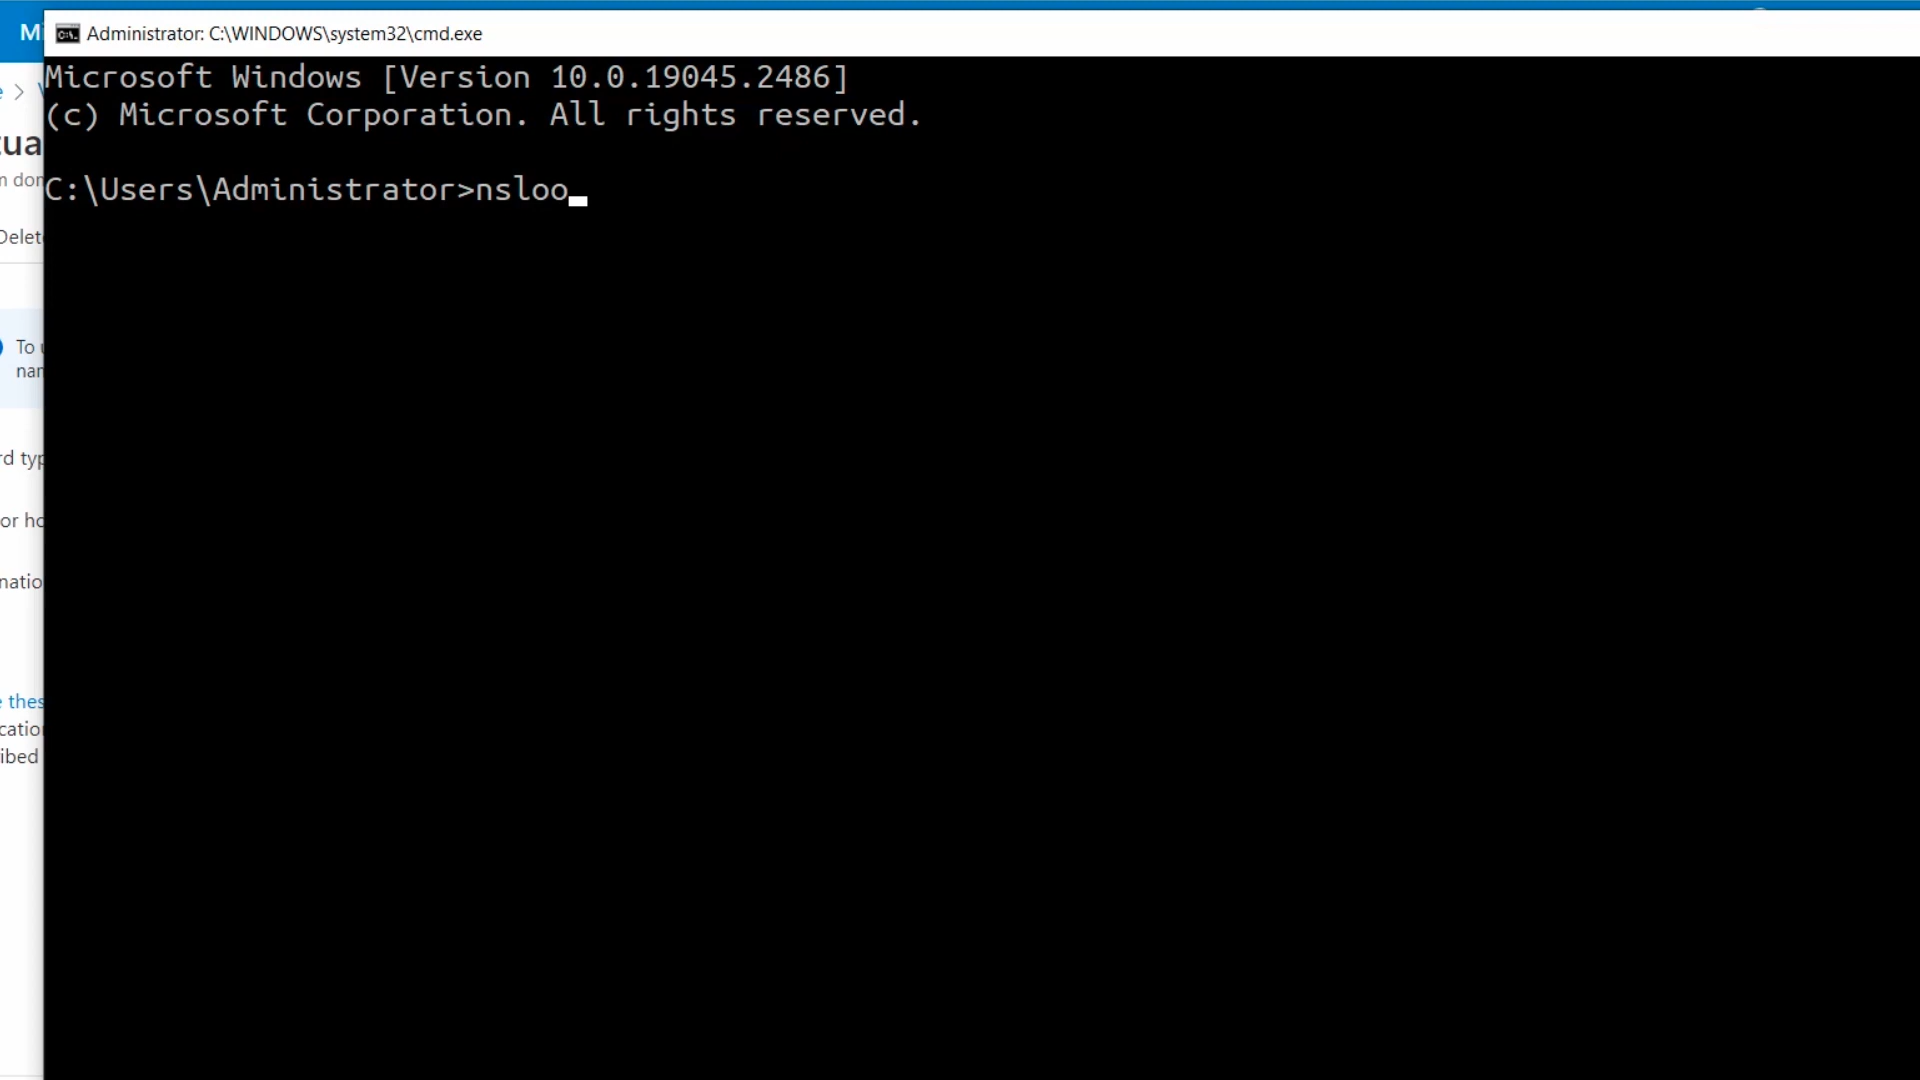 Administrator: C:\WINDOWS\system32\cmd.exe
Microsoft Windows [Version 10.0.19045.2486]
(c) Microsoft Corporation. All rights reserved.
C:\Users\Administrator>nsloo
To